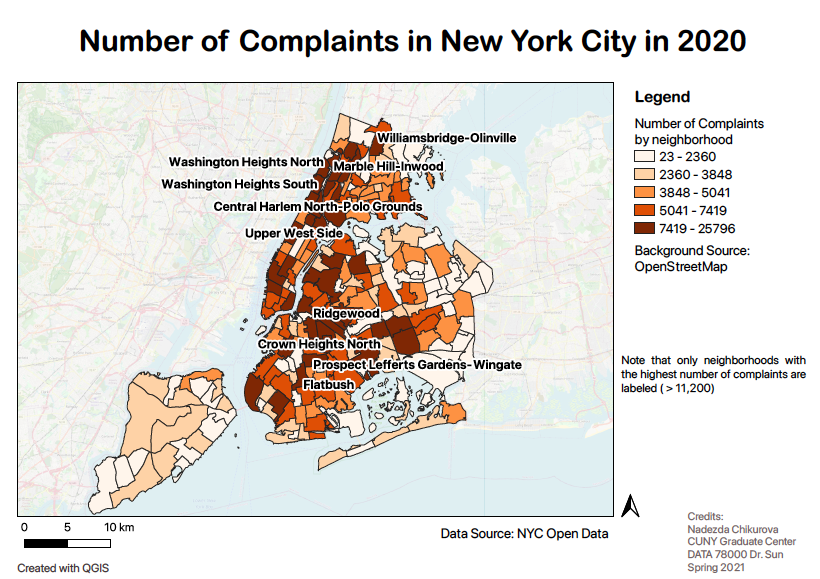 Number of Complaints in New York City in 2020
Williamsbridge-Olinville
Washington Heights North
Marble Hill-Inwood
Washington Heights South
Central Harlem North-Polo Grounds
Upper West Side
Ridgewood
Crown Heights North
Prospect Lefferts Gardens-Wingate
Flatbush
Legend
Number of Complaints
by neighborhood
23 - 2360
2360 - 3848
3848 - 5041
5041 - 7419
7419 - 25796
Background Source:
OpenStreetMap
Note that only neighborhoods with
the highest number of complaints are
labeled ( > 11,200)
0 5 10 km
Data Source: NYC Open Data
Created with QGIS
Credits:
Nadezda Chikurova
CUNY Graduate Center
DATA 78000 Dr. Sun
Spring 2021